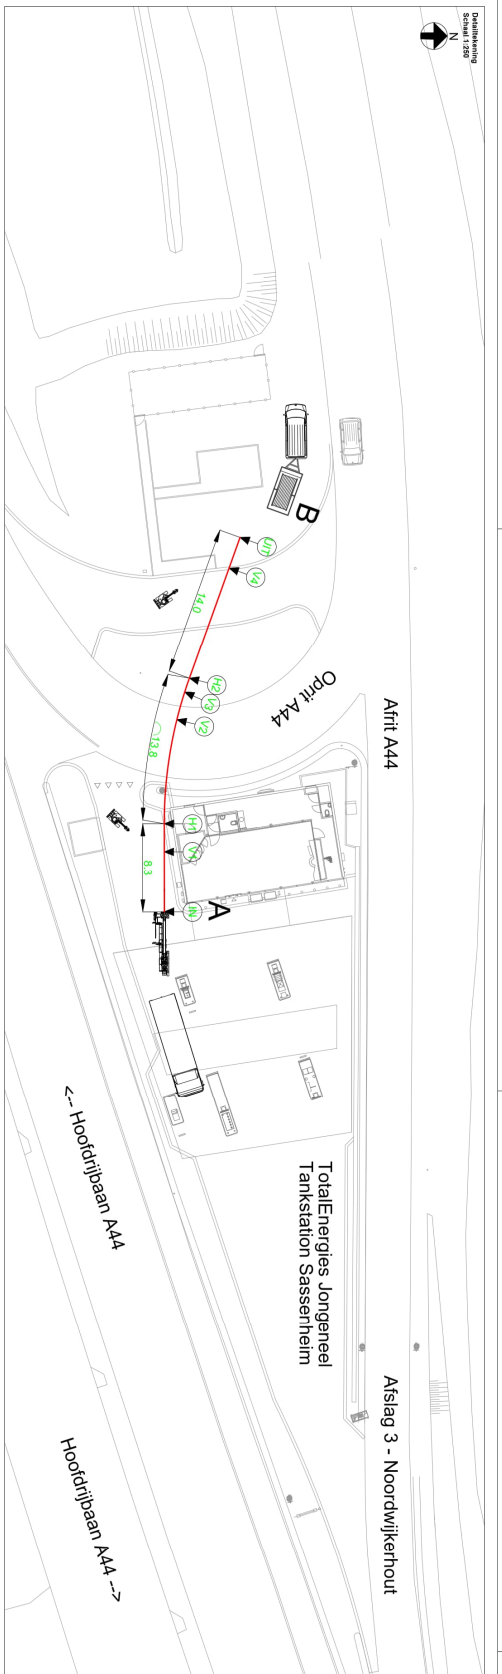 Detailtekening
Schaal 1:250
N
B
UIT
V4
14.0
H2
V3
V2
13.8
Oprit A44
Afrit A44
H1
V1
8.3
IN
A
<-- Hoofdrijbaan A44
TotalEnergies Jongeneel
Tankstation Sassenheim
Afslag 3 - Noordwijkerhout
Hoofdrijbaan A44 -->